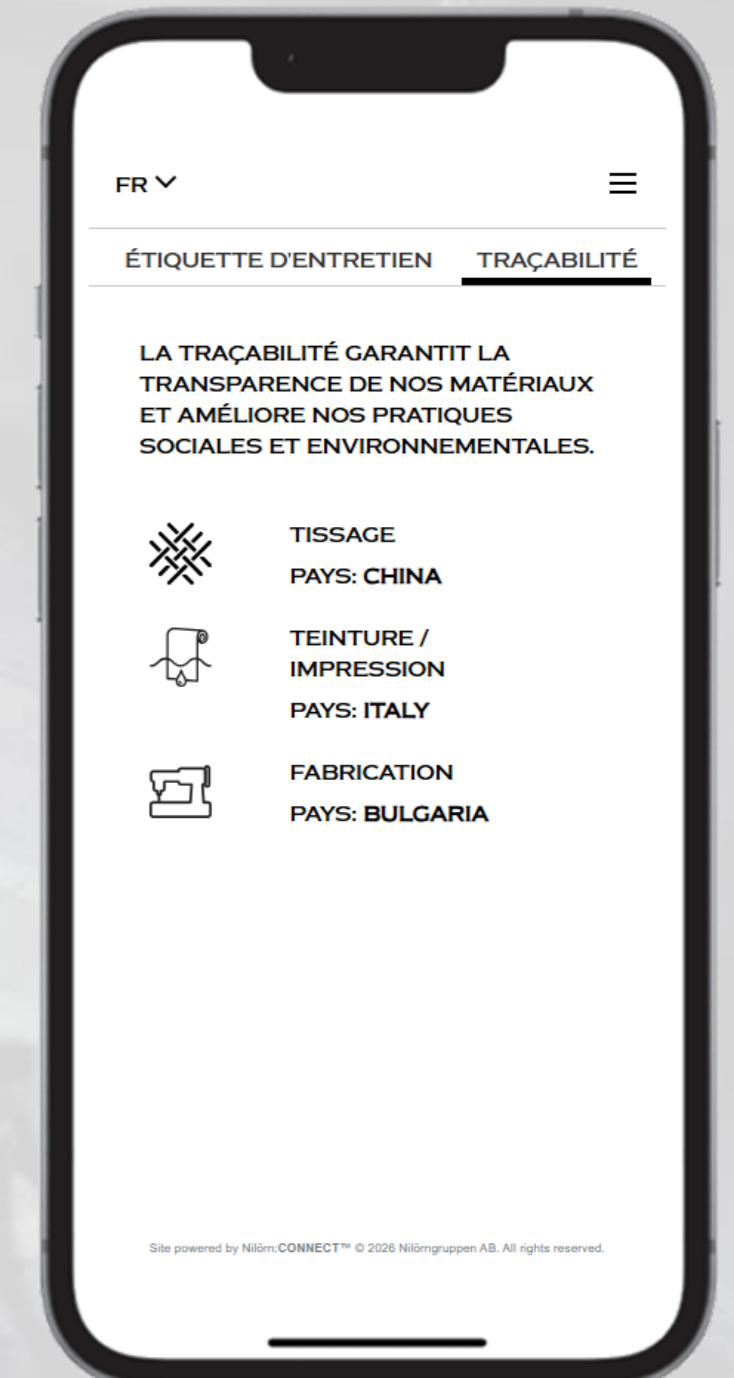 FR
ÉTIQUETTE D'ENTRETIEN TRAÇABILITÉ
LA TRAÇABILITÉ GARANTIT LA
TRANSPARENCE DE NOS MATÉRIAUX
ET AMÉLIORE NOS PRATIQUES
SOCIALES ET ENVIRONNEMENTALES.
TISSAGE
PAYS: CHINA
TEINTURE /
IMPRESSION
PAYS: ITALY
FABRICATION
PAYS: BULGARIA
Site powered by Nilörn:CONNECT™ © 2026 Nilörngruppen AB. All rights reserved.